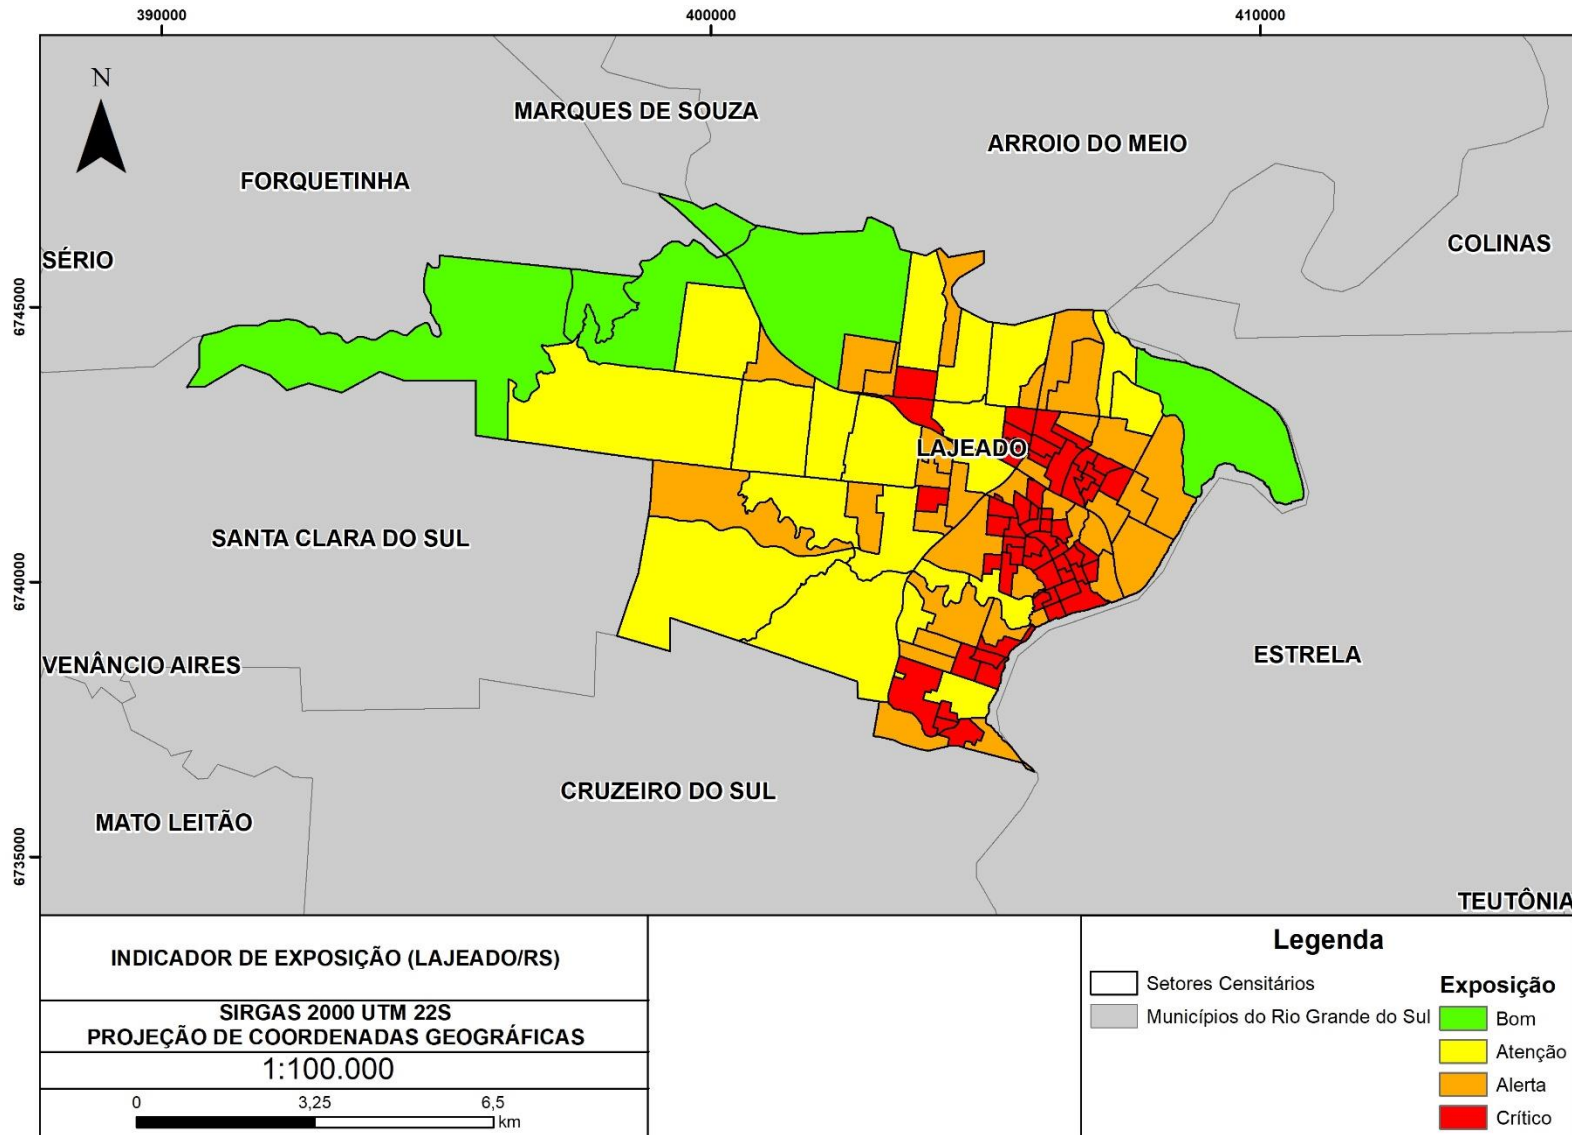 390000
400000
410000
N
MARQUES DE SOUZA
ARROIO DO MEIO
FORQUETINHA
COLINAS
SÉRIO
6745000
LAJEADO
SANTA CLARA DO SUL
6740000
ESTRELA
VENÂNCIO AIRES
CRUZEIRO DO SUL
MATO LEITÃO
6735000
TEUTÔNIA
INDICADOR DE EXPOSIÇÃO (LAJEADO/RS)
SIRGAS 2000 UTM 22S
PROJEÇÃO DE COORDENADAS GEOGRÁFICAS
1:100.000
0 3,25 6,5
km
Legenda
Setores Censitários
Municípios do Rio Grande do Sul
Exposição
Bom
Atenção
Alerta
Crítico